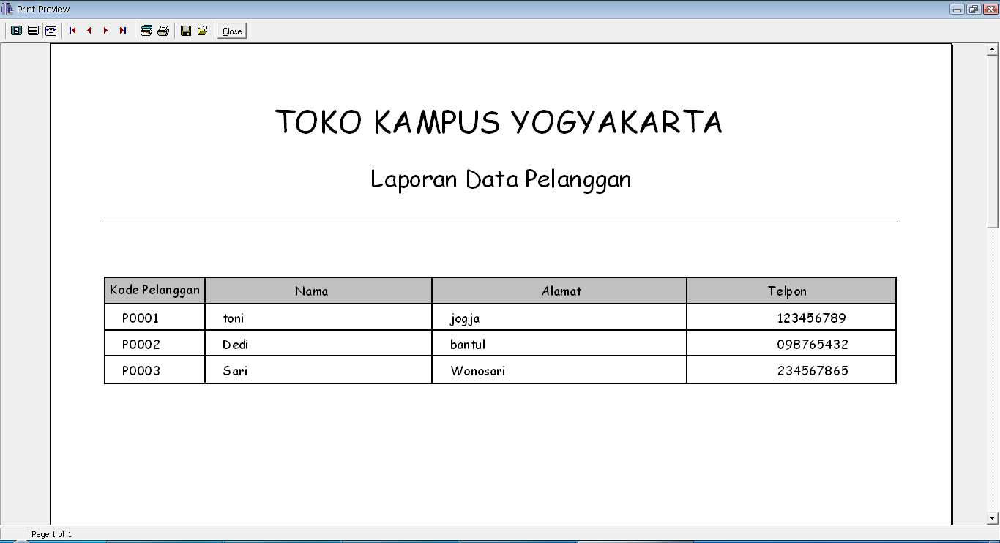 Print Preview
Close
TOKO KAMPUS YOGYAKARTA
Laporan Data Pelanggan
Kode Pelanggan Nama Alamat Telpon
P0001 toni jogja 123456789
P0002 Dedi bantul 098765432
P0003 Sari Wonosari 234567865
Page 1 of 1